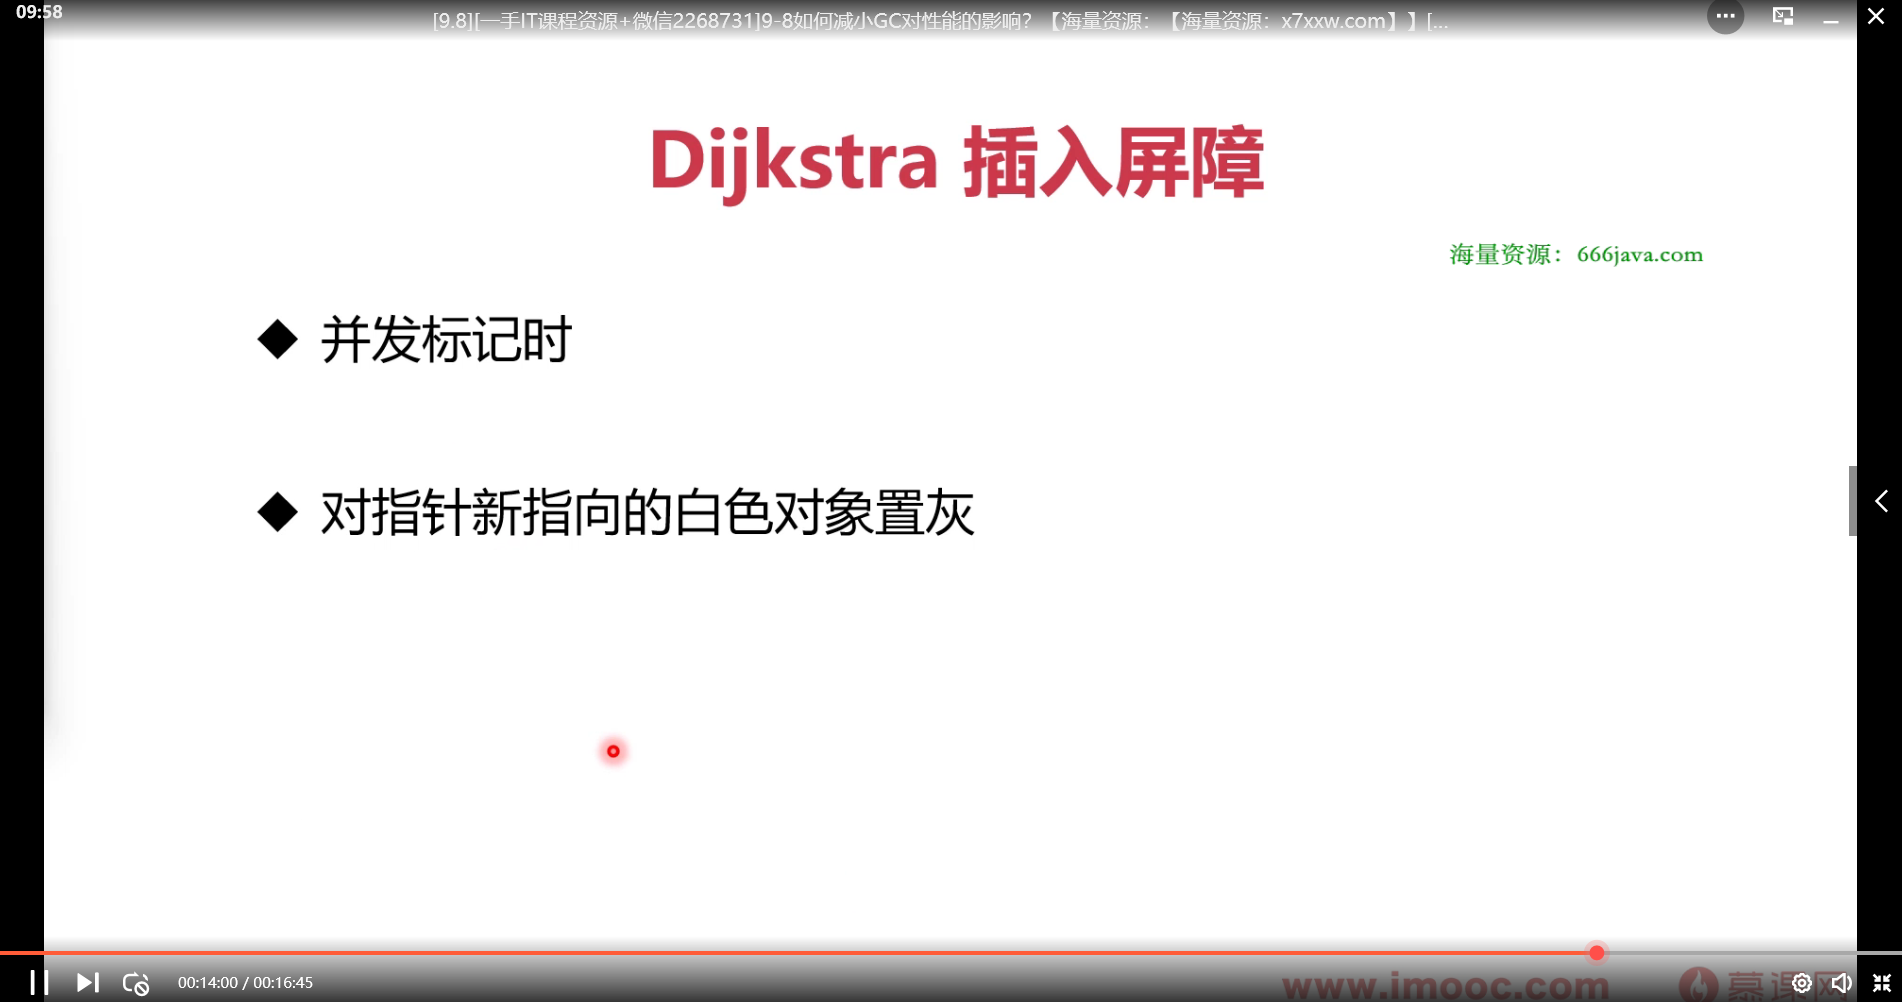 09:58
[9.8][一手IT课程资源+微信2268731]9-8如何减小GC对性能的影响？【海量资源：【海量资源：x7xxw.com】】[...
Dijkstra 插入屏障
海量资源：666java.com
并发标记时
对指针新指向的白色对象置灰
00:14:00 / 00:16:45
www.imooc.com 慕课网